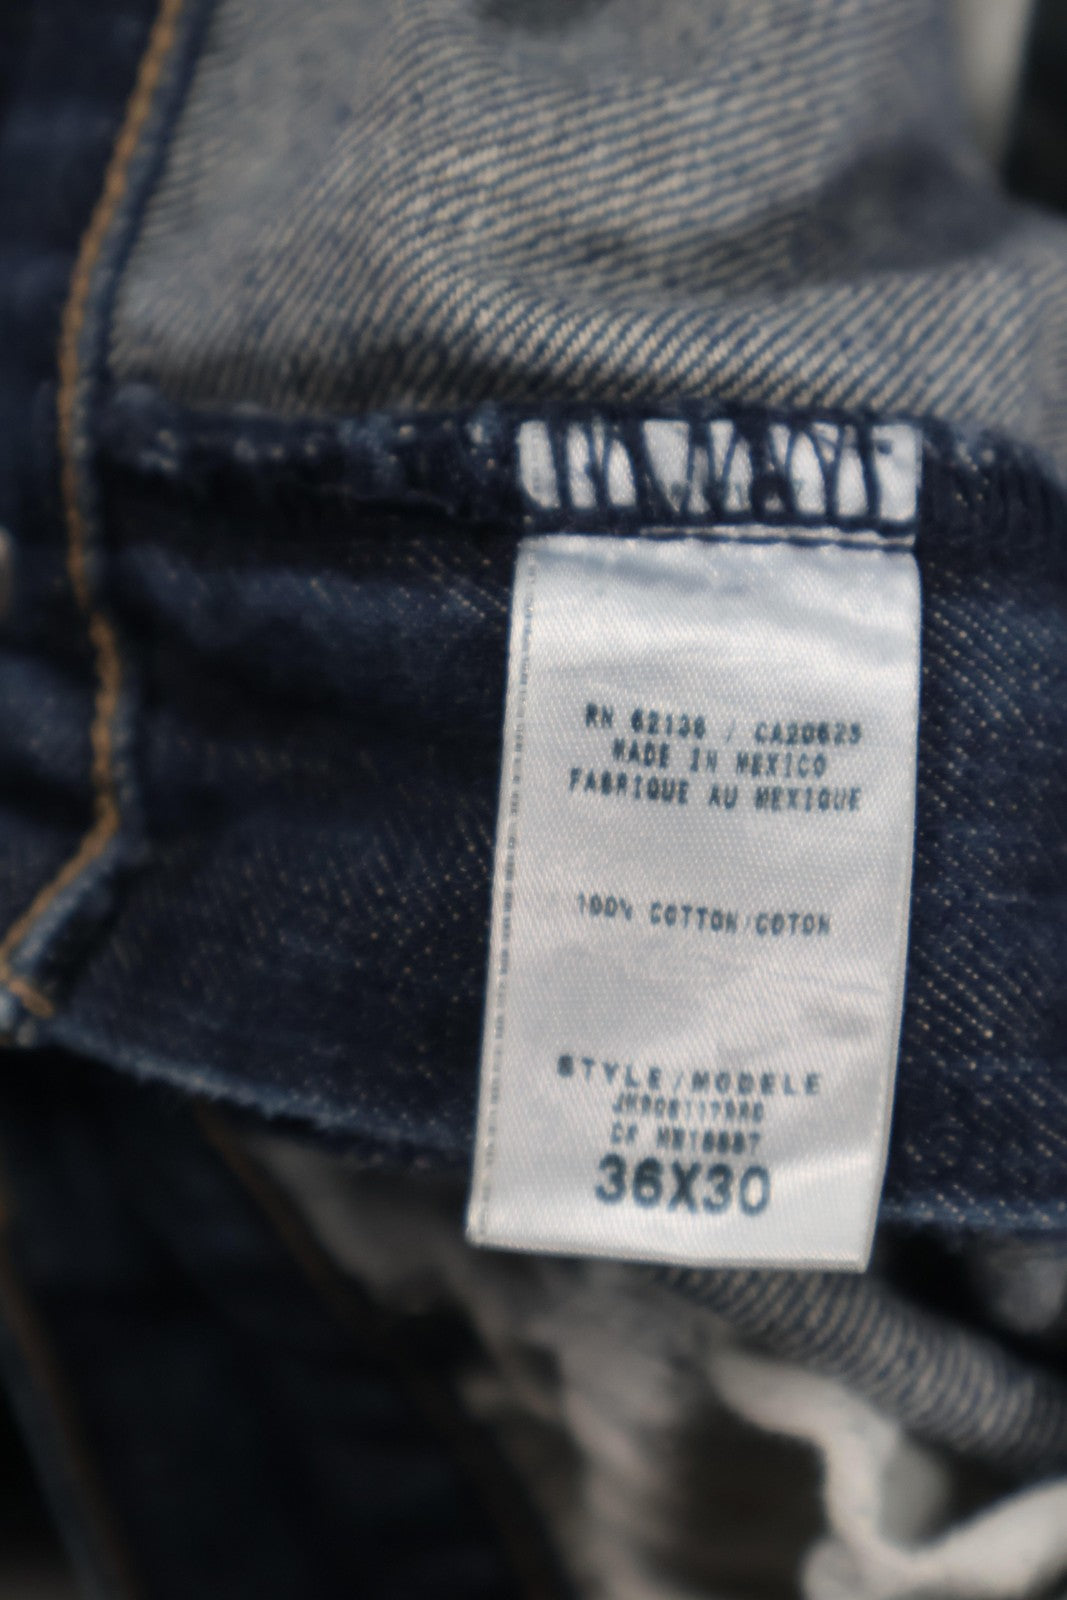 RN 62136 / CA20625
MADE IN MEXICO
FABRIQUE AU MEXIQUE
100% COTTON/COTON
STYLE/MODELE
36X30